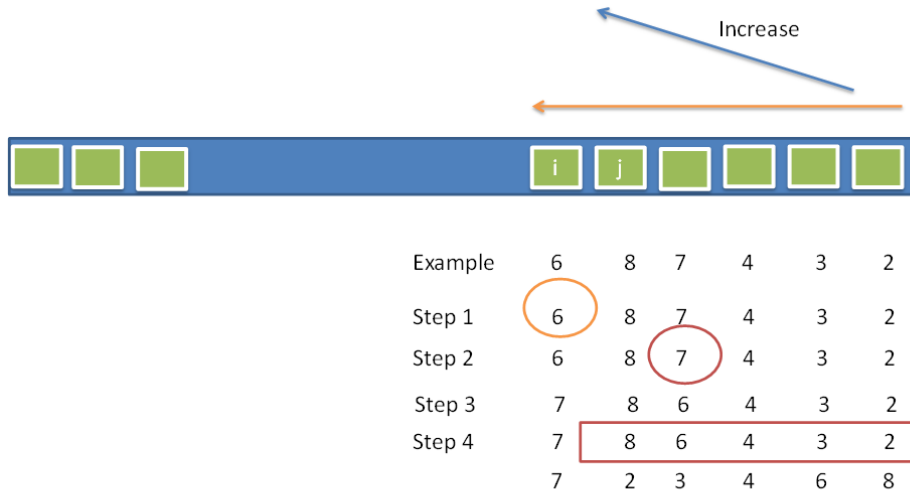 Increase
i j
Example 6 8 7 4 3 2
Step 1 6 8 7 4 3 2
Step 2 6 8 7 4 3 2
Step 3 7 8 6 4 3 2
Step 4 7 8 6 4 3 2
7 2 3 4 6 8